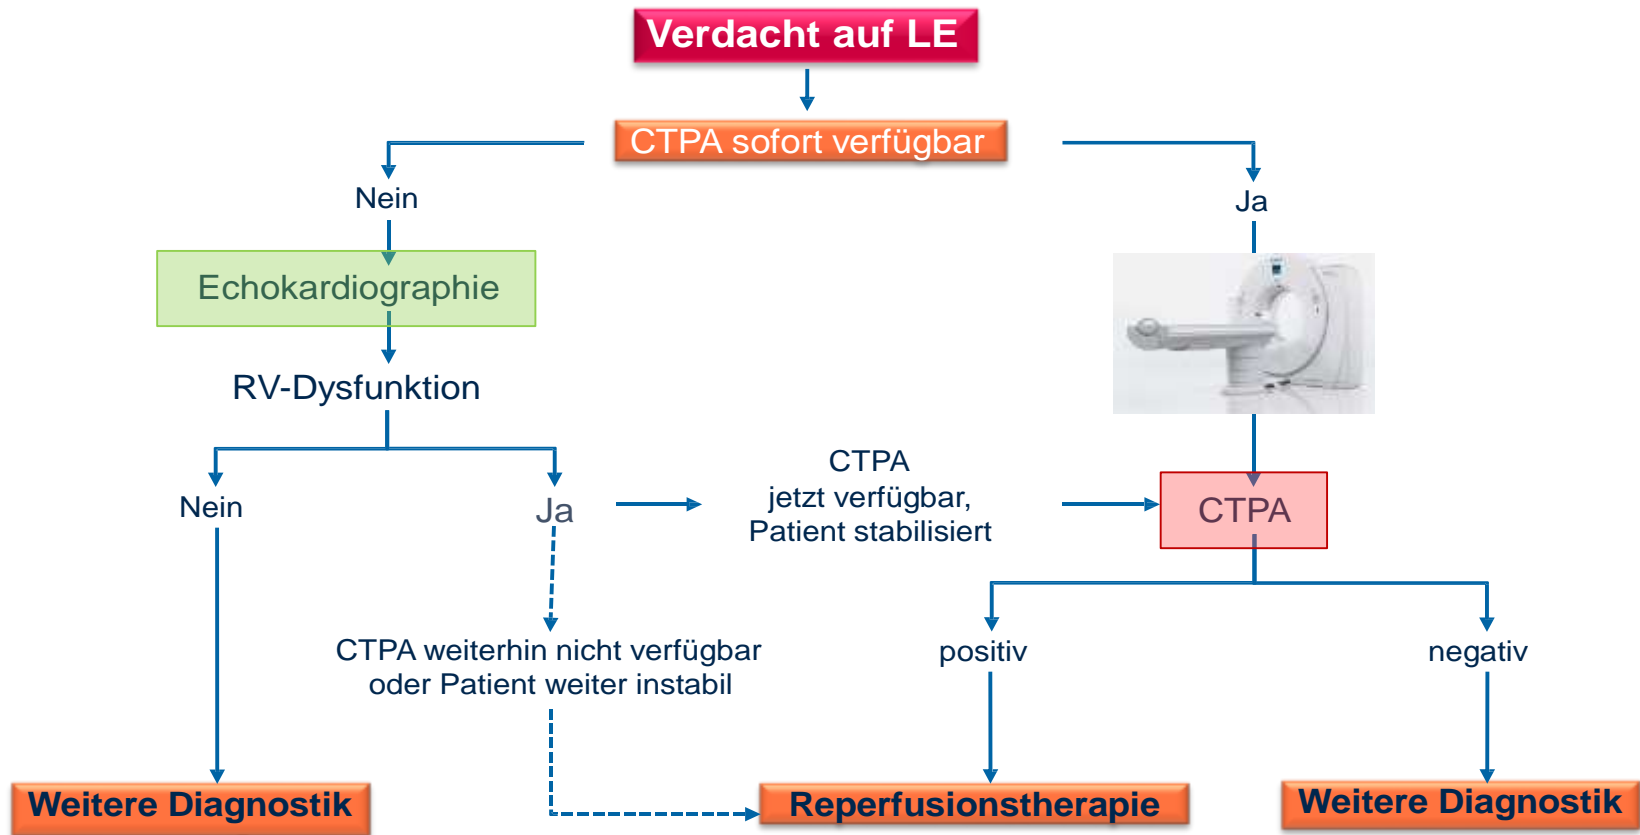 Verdacht auf LE
CTPA sofort verfügbar
Nein
Ja
Echokardiographie
RV-Dysfunktion
Nein
Ja
CTPA
jetzt verfügbar,
Patient stabilisiert
CTPA
CTPA weiterhin nicht verfügbar
oder Patient weiter instabil
positiv
negativ
Weitere Diagnostik
Reperfusionstherapie
Weitere Diagnostik